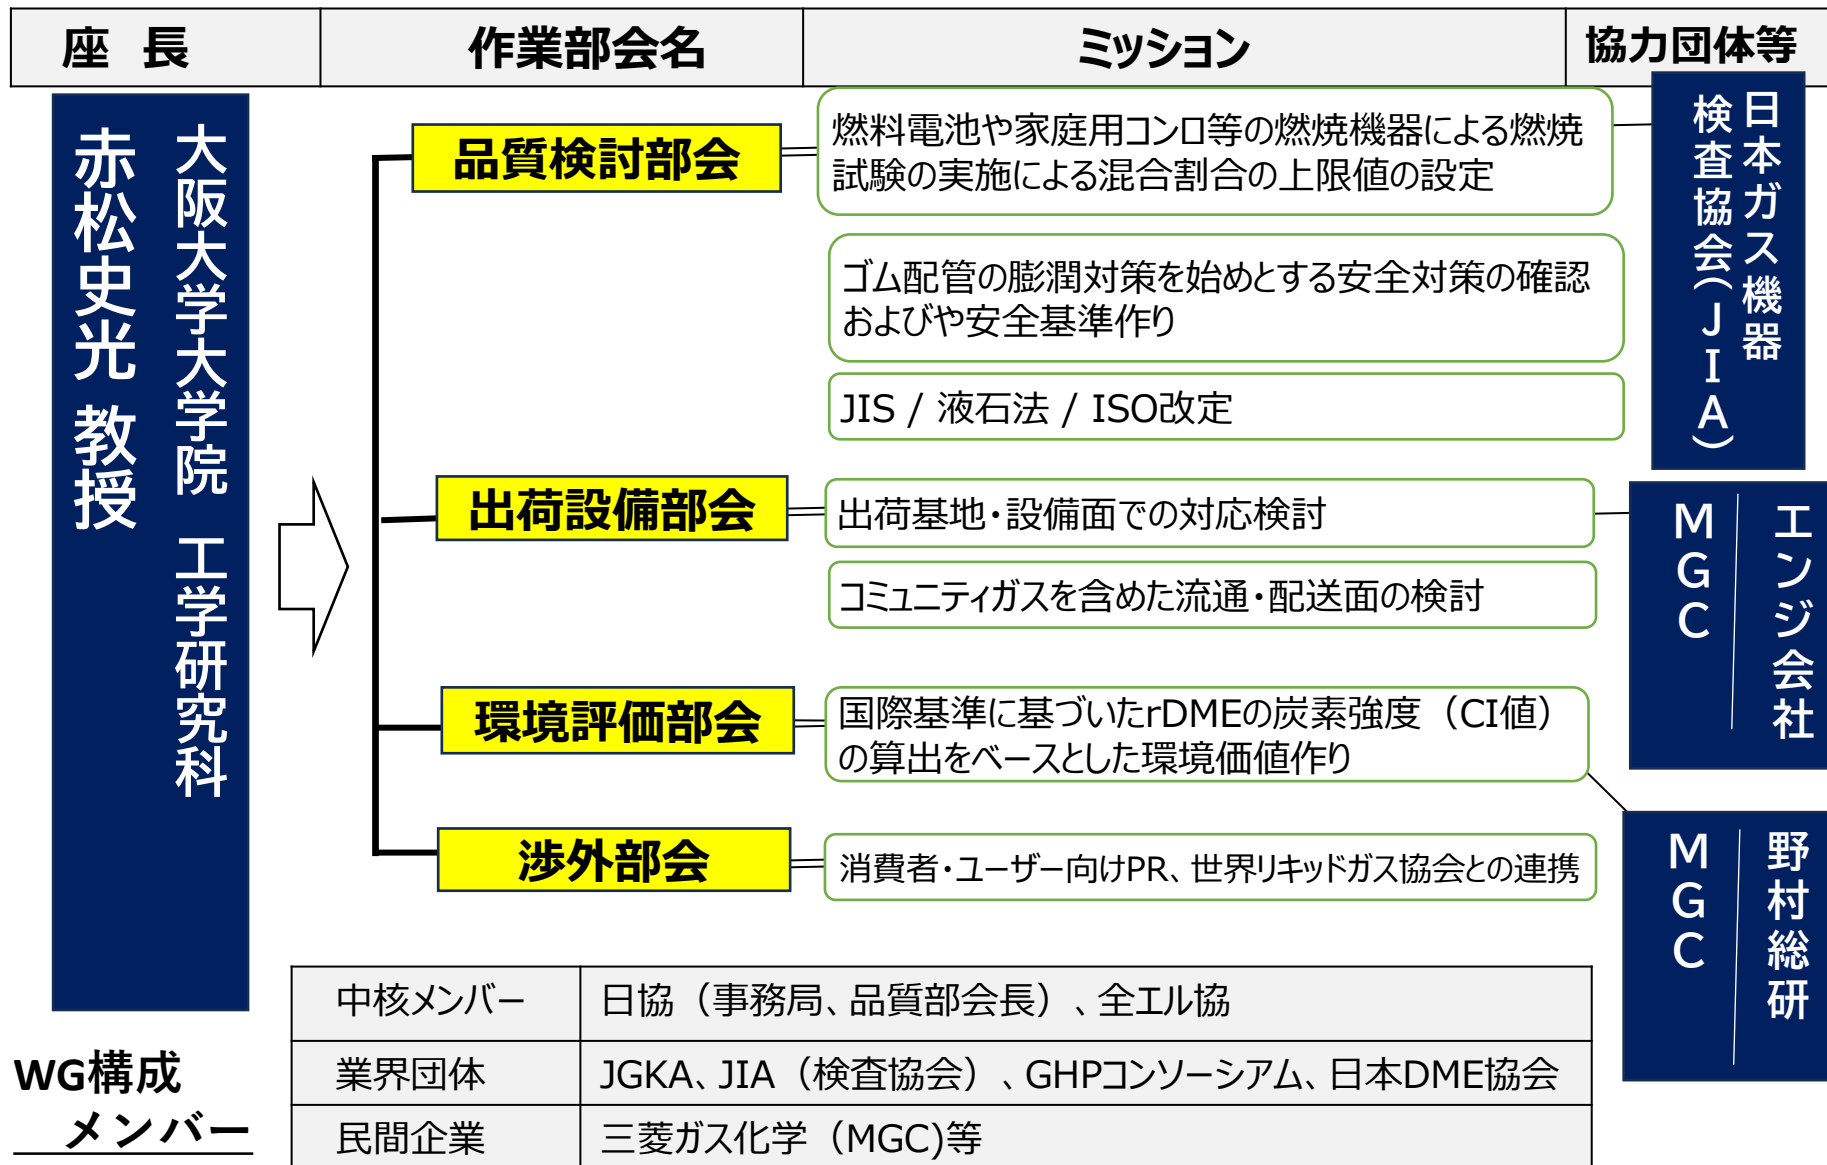 座 長
作業部会名
ミッション
協力団体等
大阪大学大学院 工学研究科
赤松史光 教授
品質検討部会
燃料電池や家庭用コンロ等の燃焼機器による燃焼
試験の実施による混合割合の上限値の設定
ゴム配管の膨潤対策を始めとする安全対策の確認
およびや安全基準作り
JIS / 液石法 / ISO改定
日本ガス機器
検査協会(JIA)
出荷設備部会
出荷基地・設備面での対応検討
コミュニティガスを含めた流通・配送面の検討
エンジ会社
MGC
環境評価部会
国際基準に基づいたrDMEの炭素強度（CI値）
の算出をベースとした環境価値作り
野村総研
MGC
渉外部会
消費者・ユーザー向けPR、世界リキッドガス協会との連携
WG構成
メンバー
中核メンバー
日協（事務局、品質部会長）、全エル協
業界団体
JGKA、JIA（検査協会）、GHPコンソーシアム、日本DME協会
民間企業
三菱ガス化学（MGC)等